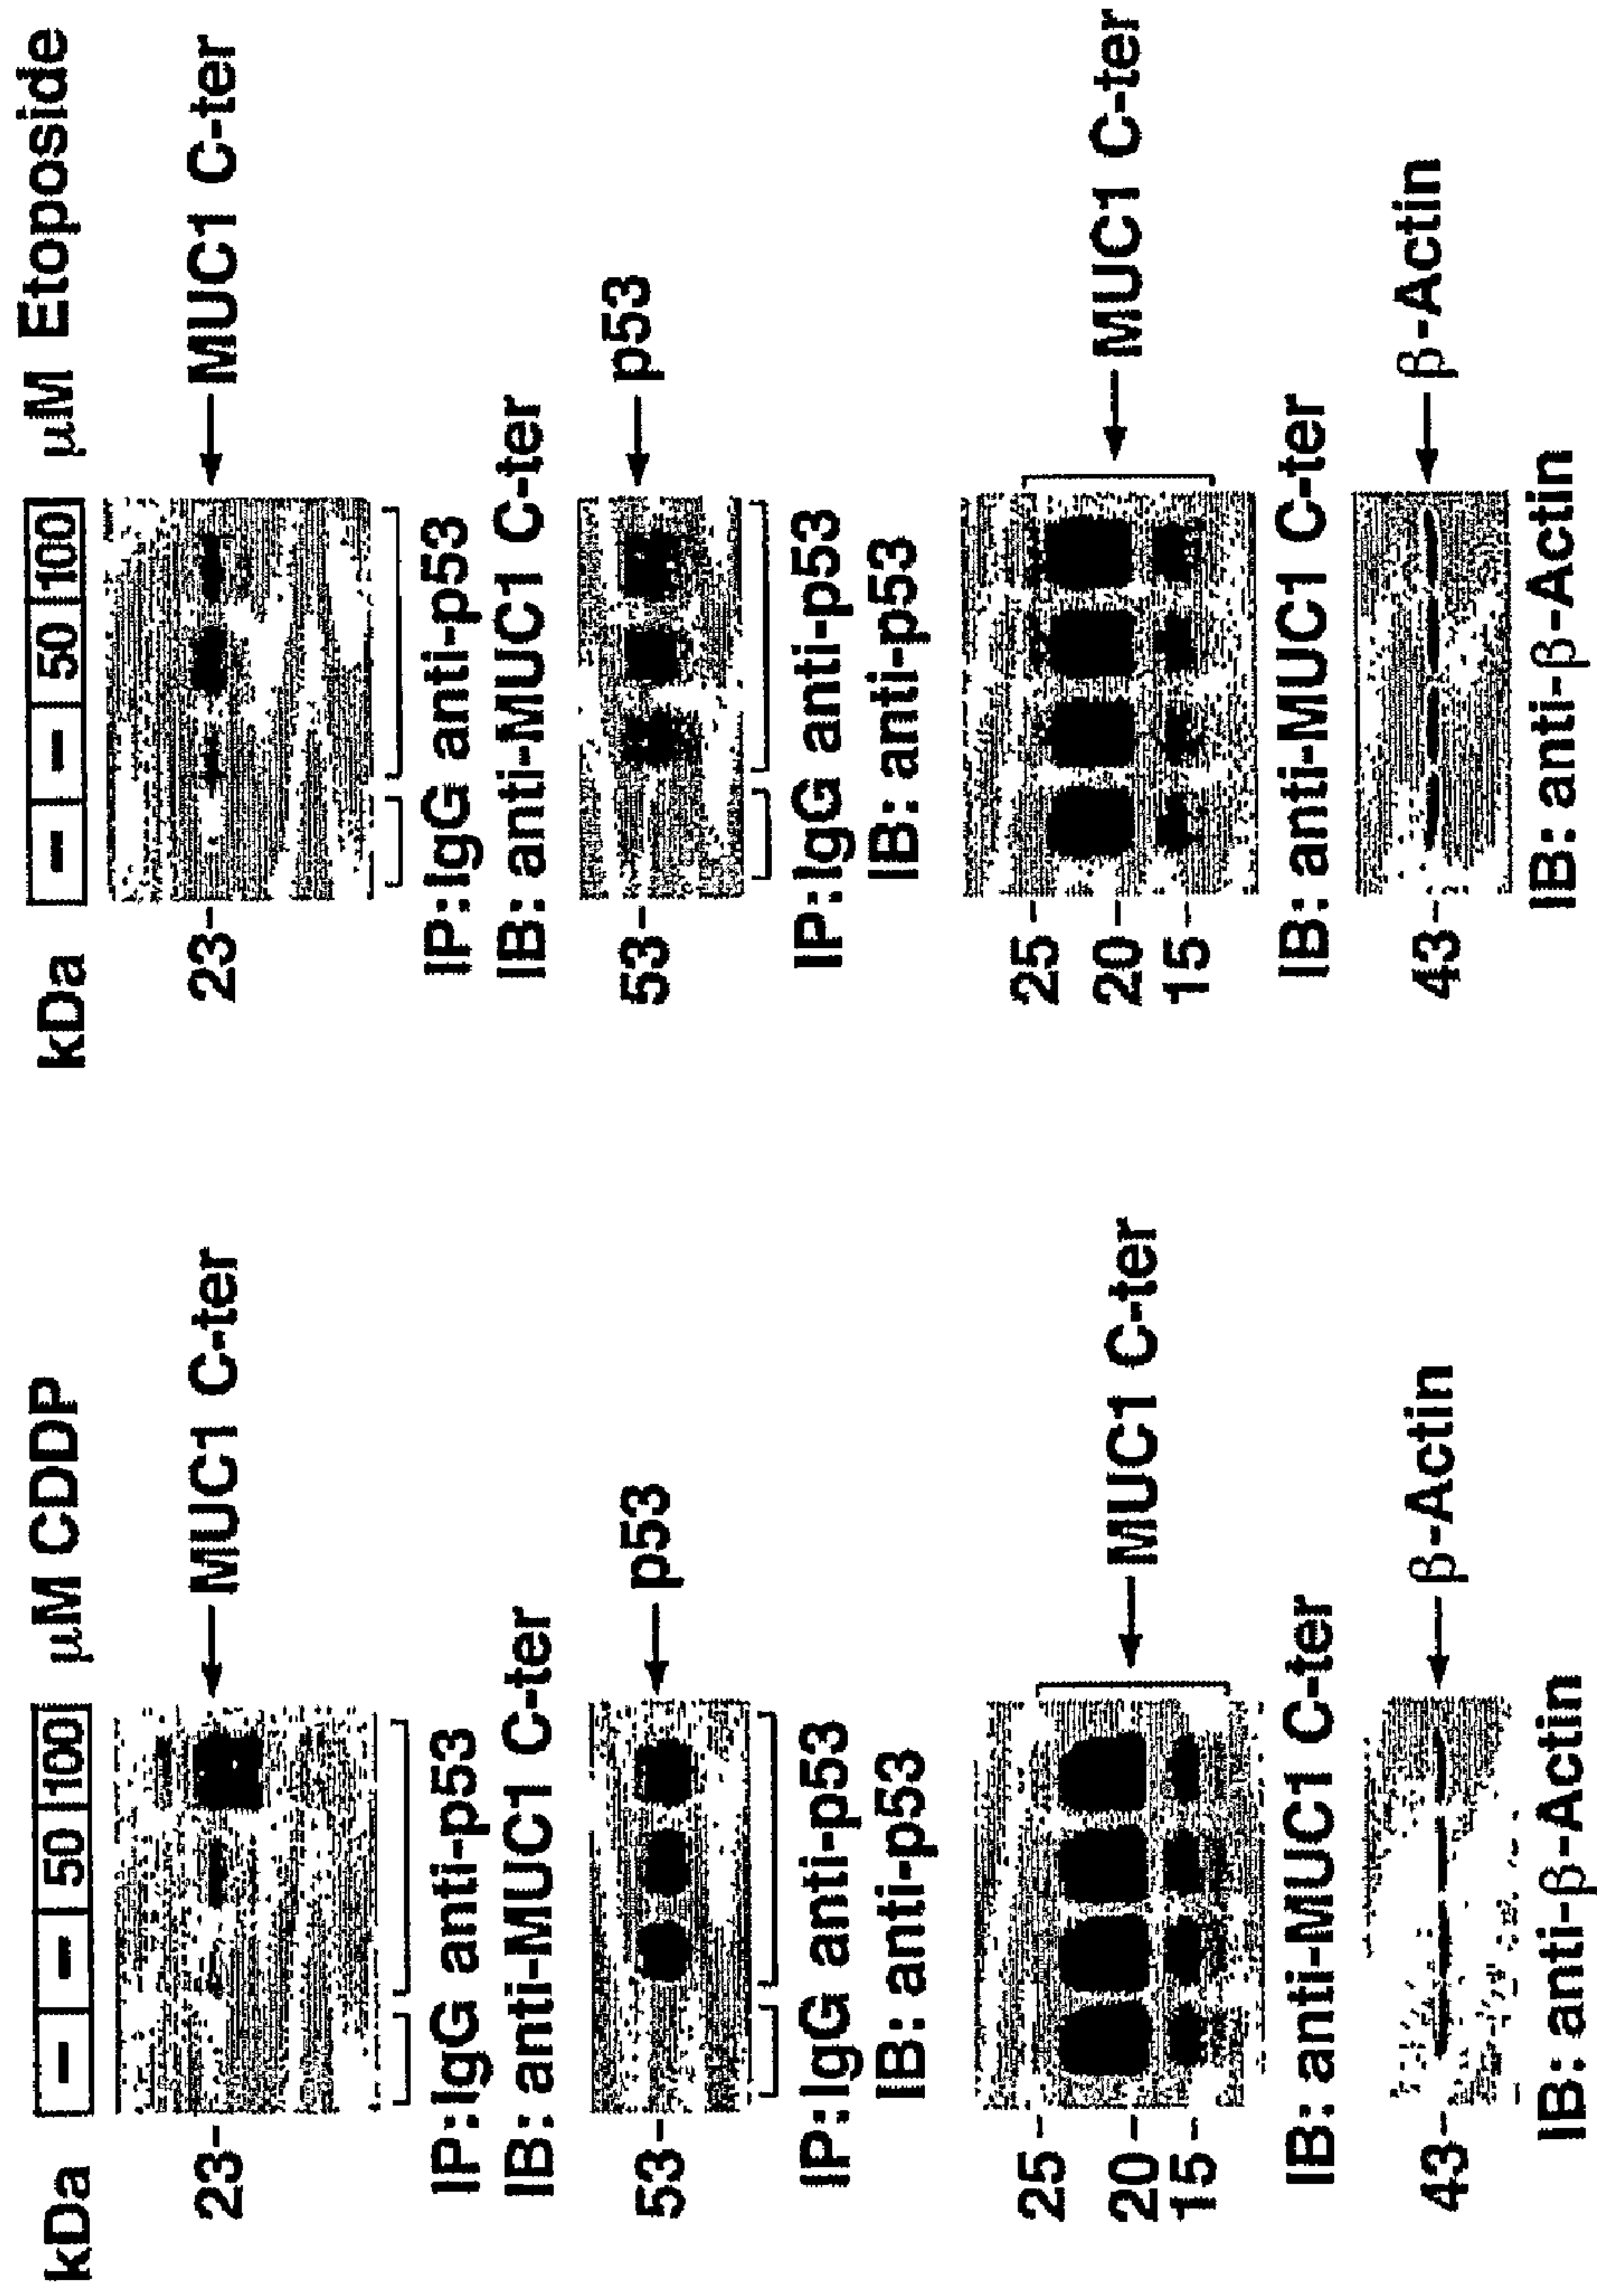 kDa – – 50 100 μM CDDP
23- MUC1 C-ter
IP:IgG anti-p53
IB: anti-MUC1 C-ter
53- p53
IP:IgG anti-p53
IB: anti-p53
25-
20- MUC1 C-ter
15-
IB: anti-MUC1 C-ter
43- β-Actin
IB: anti-β-Actin
kDa – – 50 100 μM Etoposide
23- MUC1 C-ter
IP:IgG anti-p53
IB: anti-MUC1 C-ter
53- p53
IP:IgG anti-p53
IB: anti-p53
25-
20- MUC1 C-ter
15-
IB: anti-MUC1 C-ter
43- β-Actin
IB: anti-β-Actin